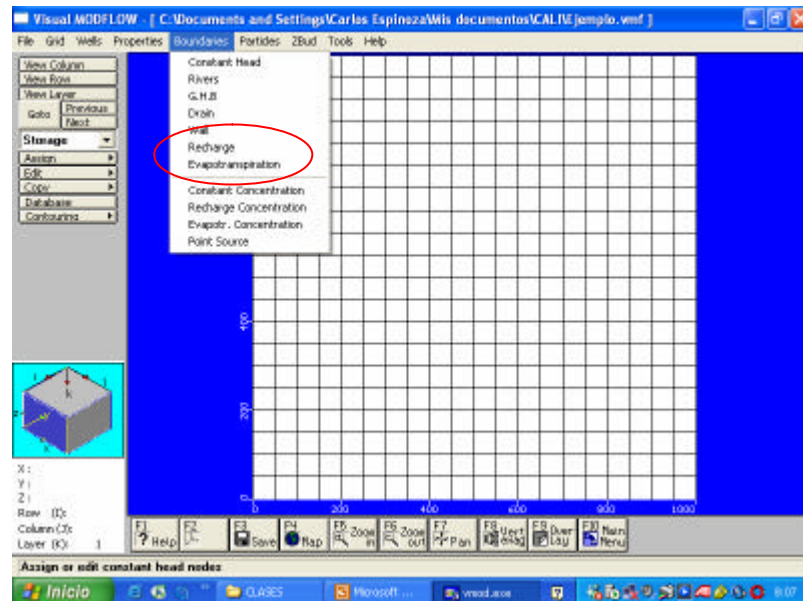 Visual MODFLOW - [ C:\Documents and Settings\Carlos Espinoza\Mis documentos\CALI\Ejemplo.vmf ]
File Grid Wells Properties Boundaries Particles ZBud Tools Help
View Column
View Row
View Layer
Goto Previous
Next
Storage
Assign
Edit
Copy
Database
Contouring
Constant Head
Rivers
G.H.B
Drain
Wall
Recharge
Evapotranspiration
Constant Concentration
Recharge Concentration
Evapotr. Concentration
Point Source
400
200
0
0 200 400 600 800 1000
k
X :
Y :
Z :
Row (I):
Column (J):
Layer (K): 1
F1 ? Help
F2
F3 Save
F4 Map
F5 Zoom in
F6 Zoom out
F7 Pan
F8 Vert exag
F9 Over Lay
F10 Main Menu
Assign or edit constant head nodes
Inicio
CLASES
Microsoft ...
vmod.exe
8:07